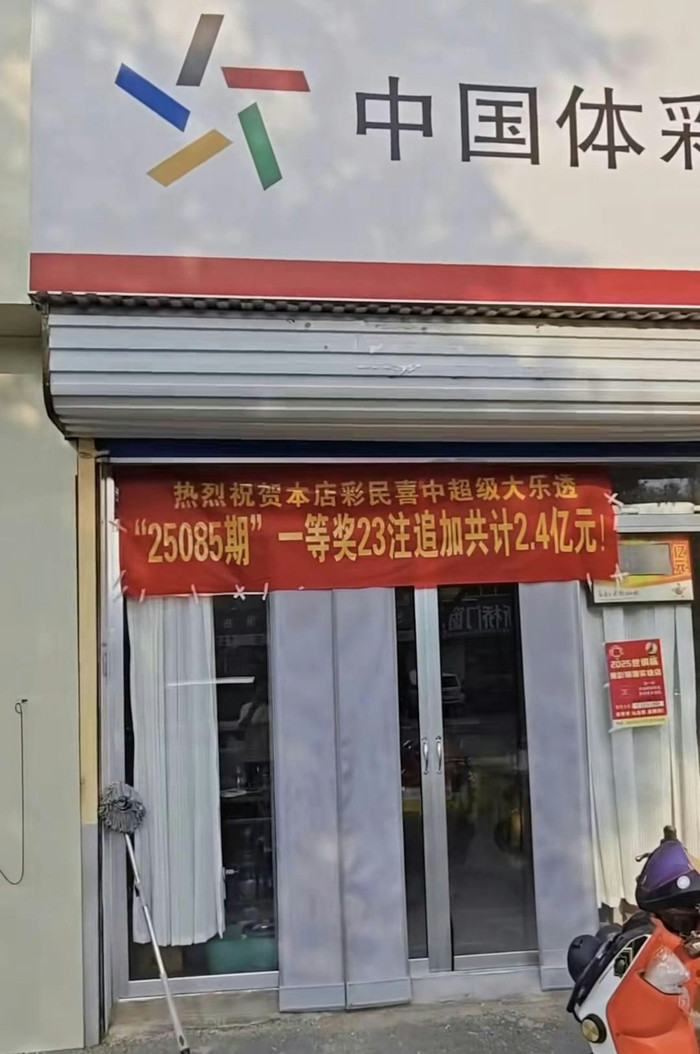 中国体彩
热烈祝贺本店彩民喜中超级大乐透
“25085期”一等奖23注追加共计2.4亿元！
亿元